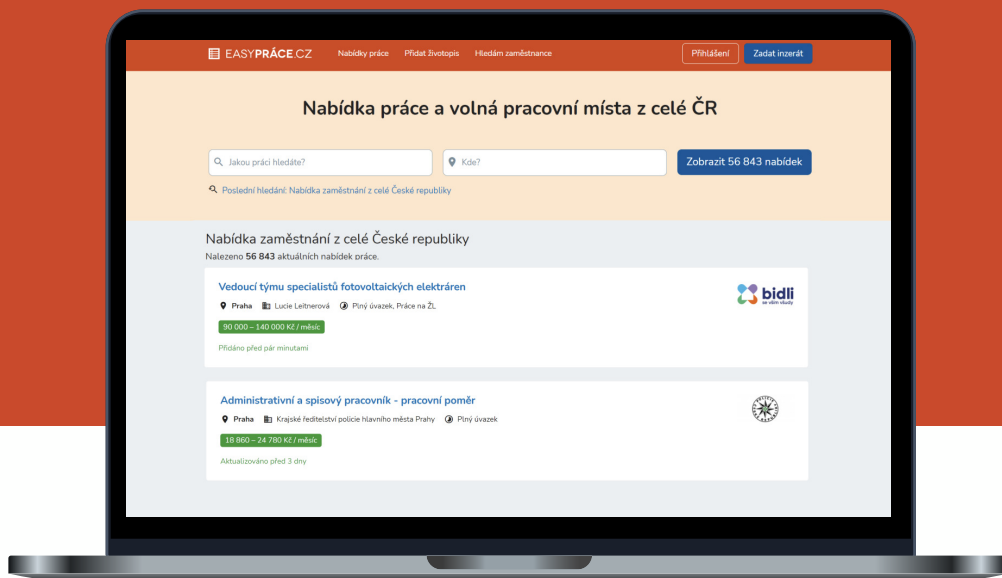 EASYPRÁCE.CZ Nabídky práce Přidat životopis Hledám zaměstnance Přihlášení Zadat inzerát
Nabídka práce a volná pracovní místa z celé ČR
Jakou práci hledáte? Kde? Zobrazit 56 843 nabídek
Poslední hledání: Nabídka zaměstnání z celé České republiky
Nabídka zaměstnání z celé České republiky
Nalezeno 56 843 aktuálních nabídek práce.
Vedoucí týmu specialistů fotovoltaických elektráren
bidli
se vším všudy
Praha Lucie Leitnerová Plný úvazek, Práce na ŽL
90 000 – 140 000 Kč / měsíc
Přidáno před pár minutami
Administrativní a spisový pracovník - pracovní poměr
Praha Krajské ředitelství policie hlavního města Prahy Plný úvazek
18 860 – 24 780 Kč / měsíc
Aktualizováno před 3 dny